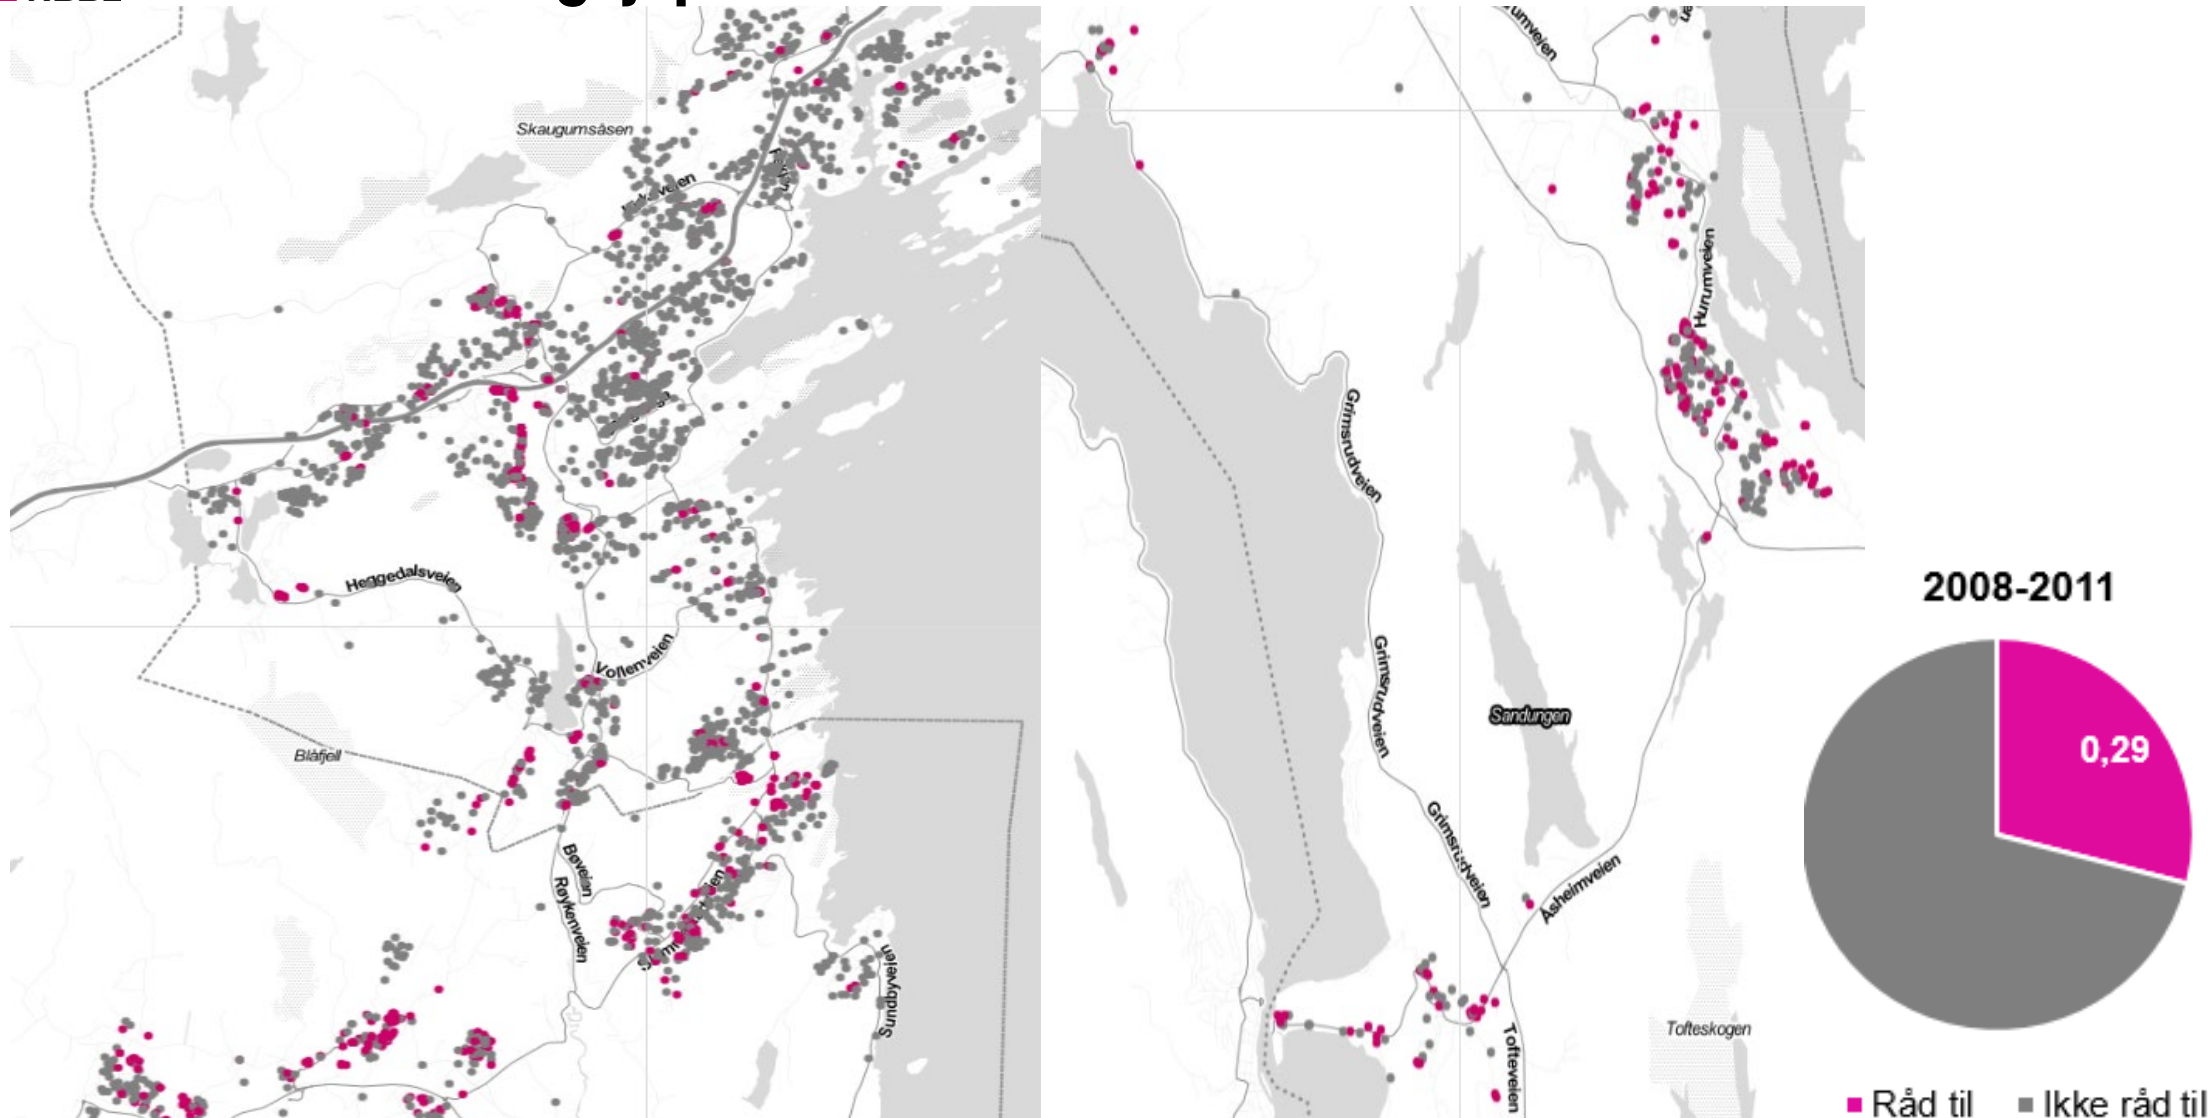 Skaugumsåsen
Heggedalsveien
Vollenveien
Blåfjell
Bøveien
Røykenveien
Sundbyveien
Hurumveien
Grimsrudveien
Grimsrudveien
Grimsrudveien
Sandungen
Åsheimveien
Tofteskogen
Tofteveien
2008-2011
0,29
Råd til
Ikke råd til